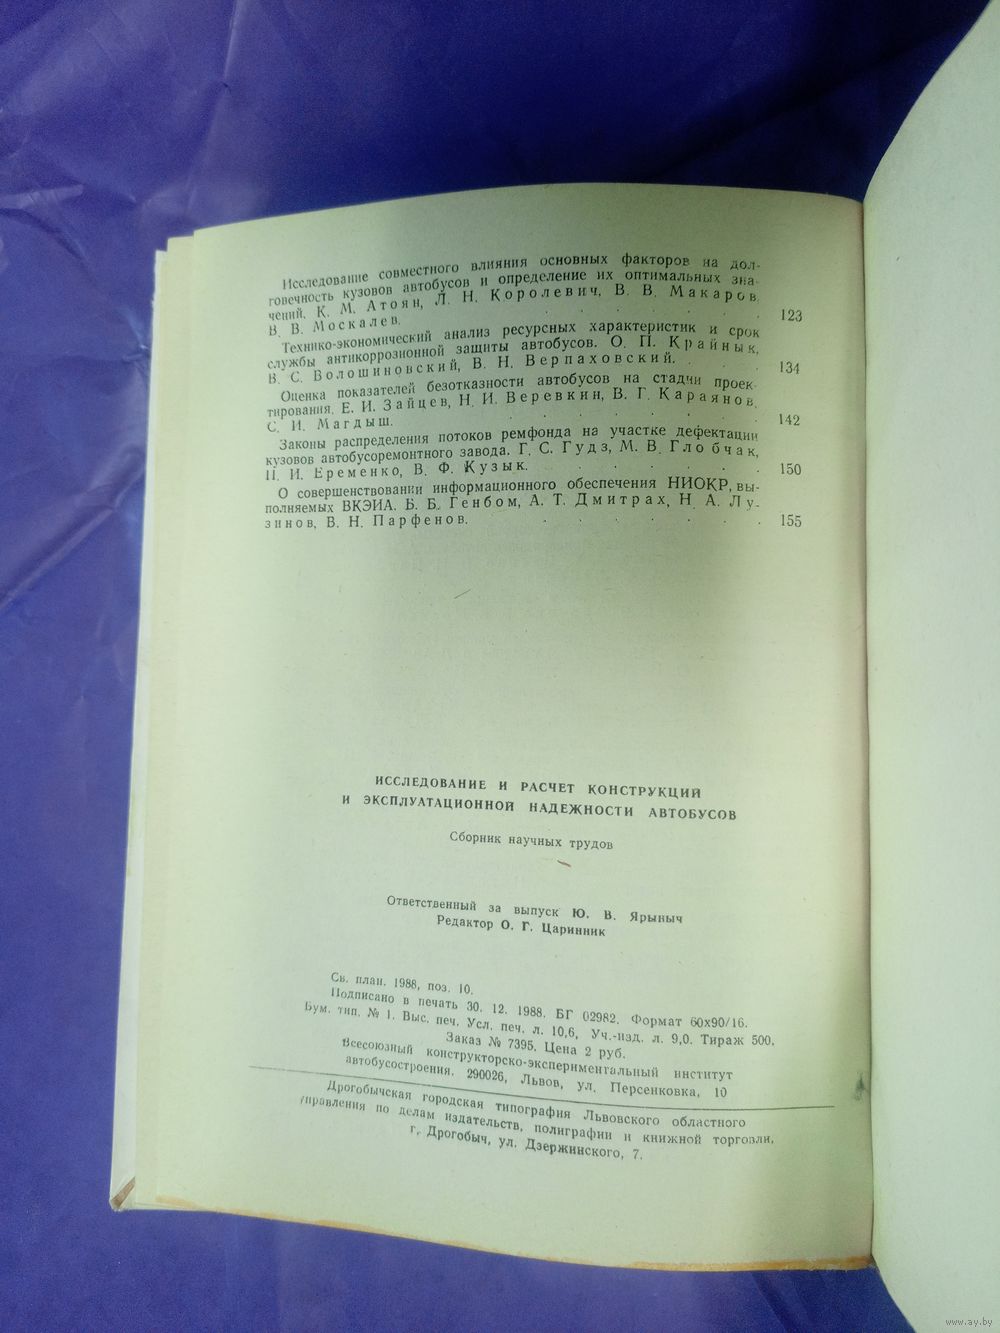 Исследование совместного влияния основных факторов на дол-
говечность кузовов автобусов и определение их оптимальных зна-
чений. К. М. Атоян, Л. Н. Королевич, В. В. Макаров,
В. В. Москалев. . . . . . . . 123
Технико-экономический анализ ресурсных характеристик и срок
службы антикоррозионной защиты автобусов. О. П. Крайнык,
В. С. Волошиновский, В. Н. Верпаховский. . . . 134
Оценка показателей безотказности автобусов на стадии проек-
тирования. Е. И. Зайцев, Н. И. Веревкин, В. Г. Караянов,
С. И. Магдыш. . . . . . . . 142
Законы распределения потоков ремфонда на участке дефектации
кузовов автобусоремонтного завода. Г. С. Гудз, М. В. Глобчак,
П. И. Еременко, В. Ф. Кузык. . . . . . . 150
О совершенствовании информационного обеспечения НИОКР, вы-
полняемых ВКЭИА. Б. Б. Генбом, А. Т. Дмитрах, Н. А. Лу-
зинов, В. Н. Парфенов. . . . . . . . 155
ИССЛЕДОВАНИЕ И РАСЧЕТ КОНСТРУКЦИЙ
И ЭКСПЛУАТАЦИОННОЙ НАДЕЖНОСТИ АВТОБУСОВ
Сборник научных трудов
Ответственный за выпуск Ю. В. Ярыныч
Редактор О. Г. Царинник
Св. план. 1988, поз. 10.
Подписано в печать 30. 12. 1988. БГ 02982. Формат 60х90/16.
Бум. тип. № 1. Выс. печ. Усл. печ. л. 10,6, Уч.-изд. л. 9,0. Тираж 500.
Заказ № 7395. Цена 2 руб.
Всесоюзный конструкторско-экспериментальный институт
автобусостроения. 290026, Львов, ул. Персенковка, 10
Дрогобычская городская типография Львовского областного
управления по делам издательств, полиграфии и книжной торговли,
г. Дрогобыч, ул. Дзержинского, 7.
www.ay.by